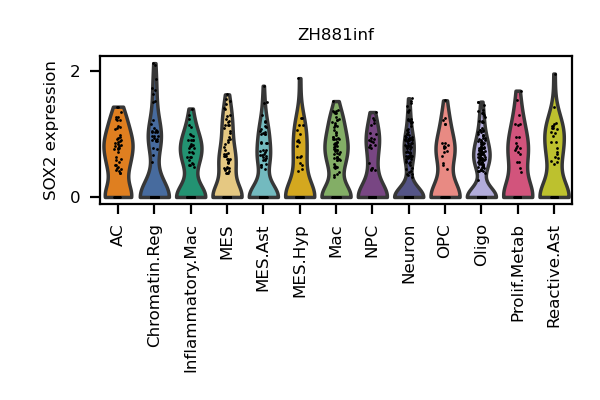 ZH881inf
SOX2 expression
2
0
AC
Chromatin.Reg
Inflammatory.Mac
MES
MES.Ast
MES.Hyp
Mac
NPC
Neuron
OPC
Oligo
Prolif.Metab
Reactive.Ast